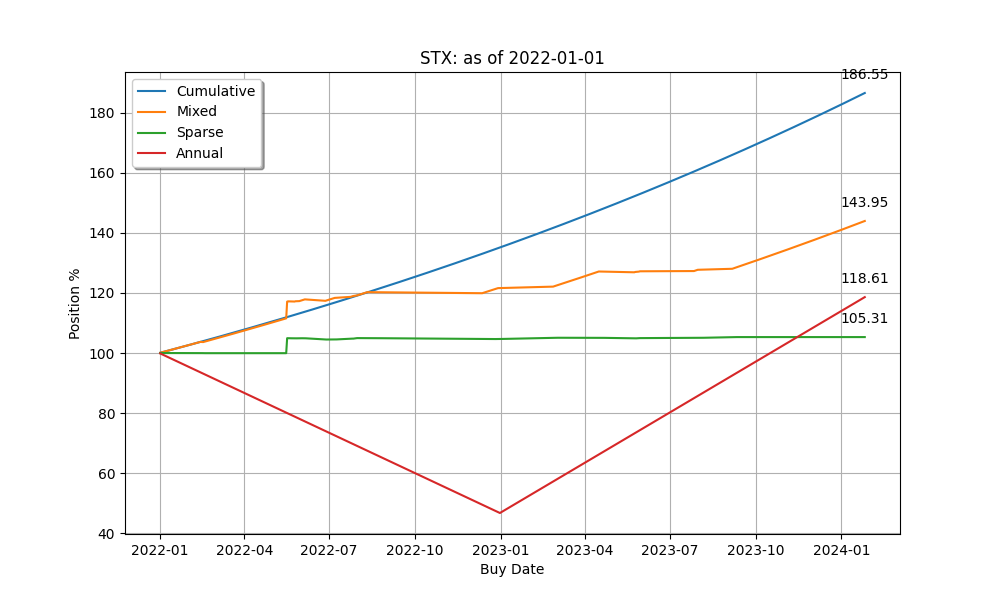 STX: as of 2022-01-01
Cumulative
Mixed
Sparse
Annual
186.55
143.95
118.61
105.31
Position %
180
160
140
120
100
80
60
40
2022-01 2022-04 2022-07 2022-10 2023-01 2023-04 2023-07 2023-10 2024-01
Buy Date